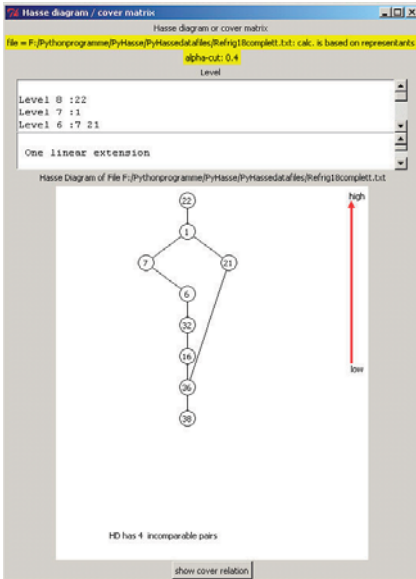 Hasse diagram / cover matrix
Hasse diagram or cover matrix
file = F:/Pythonprogramme/PyHasse/PyHassedatafiles/Refrig18complett.txt: calc. is based on representants
alpha-cut: 0.4
Level
Level 8 :22
Level 7 :1
Level 6 :7 21
One linear extension
Hasse Diagram of File F:/Pythonprogramme/PyHasse/PyHassedatafiles/Refrig18complett.txt
high
22
1
7
21
6
32
16
low
36
38
HD has 4 incomparable pairs
show cover relation